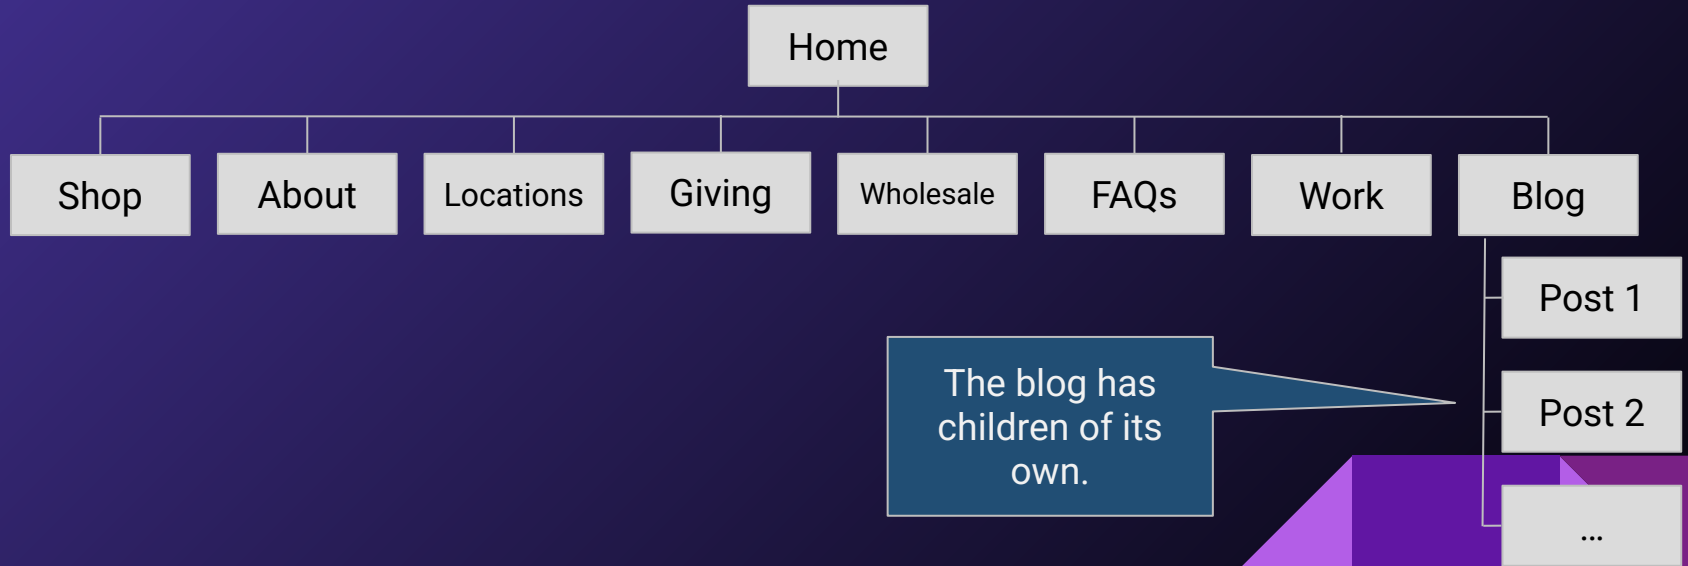 Home
Shop
About
Locations
Giving
Wholesale
FAQs
Work
Blog
Post 1
The blog has
children of its
own.
Post 2
...